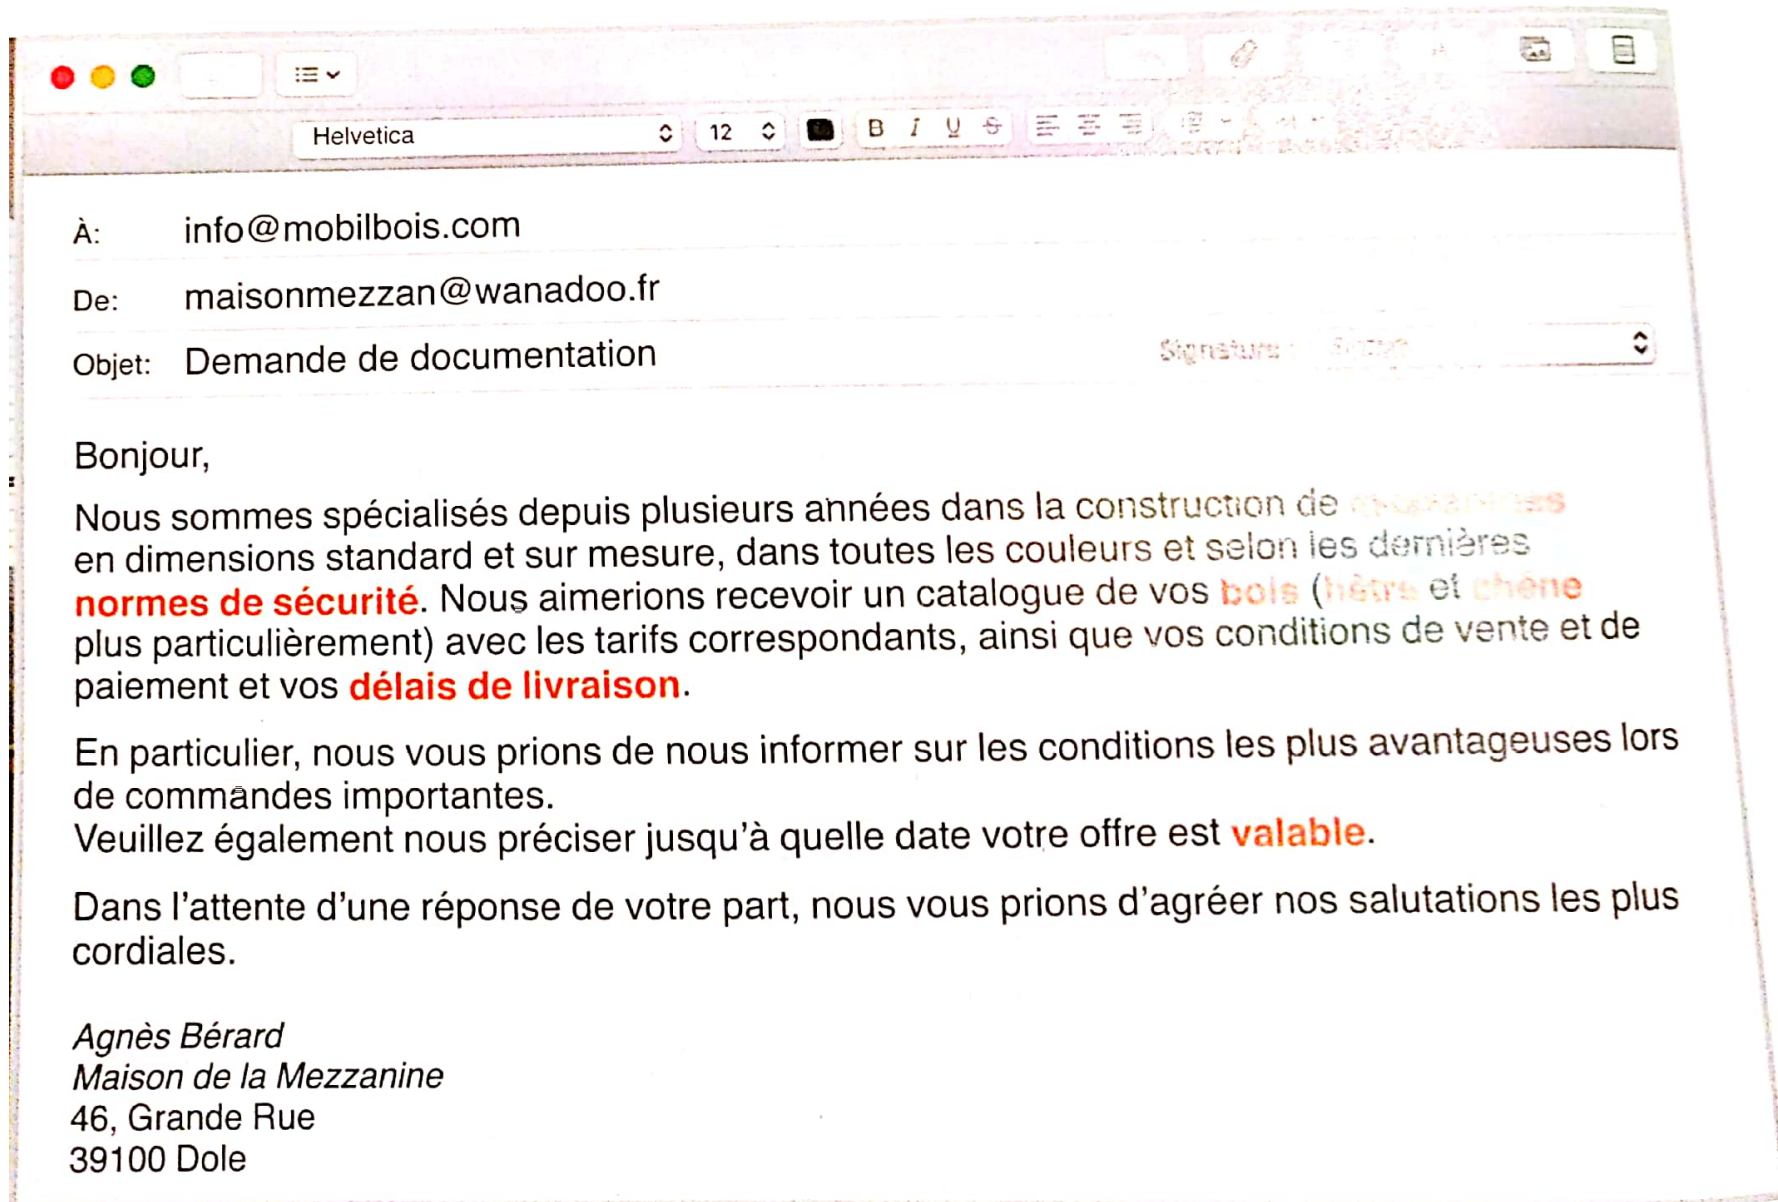 Helvetica
12
B I U S
À: info@mobilbois.com
De: maisonmezzan@wanadoo.fr
Objet: Demande de documentation
Signature :
Bonjour,
Nous sommes spécialisés depuis plusieurs années dans la construction de
en dimensions standard et sur mesure, dans toutes les couleurs et selon les dernières
normes de sécurité. Nous aimerions recevoir un catalogue de vos bois (hêtre et chêne
plus particulièrement) avec les tarifs correspondants, ainsi que vos conditions de vente et de
paiement et vos délais de livraison.
En particulier, nous vous prions de nous informer sur les conditions les plus avantageuses lors
de commandes importantes.
Veuillez également nous préciser jusqu'à quelle date votre offre est valable.
Dans l'attente d'une réponse de votre part, nous vous prions d'agréer nos salutations les plus
cordiales.
Agnès Bérard
Maison de la Mezzanine
46, Grande Rue
39100 Dole